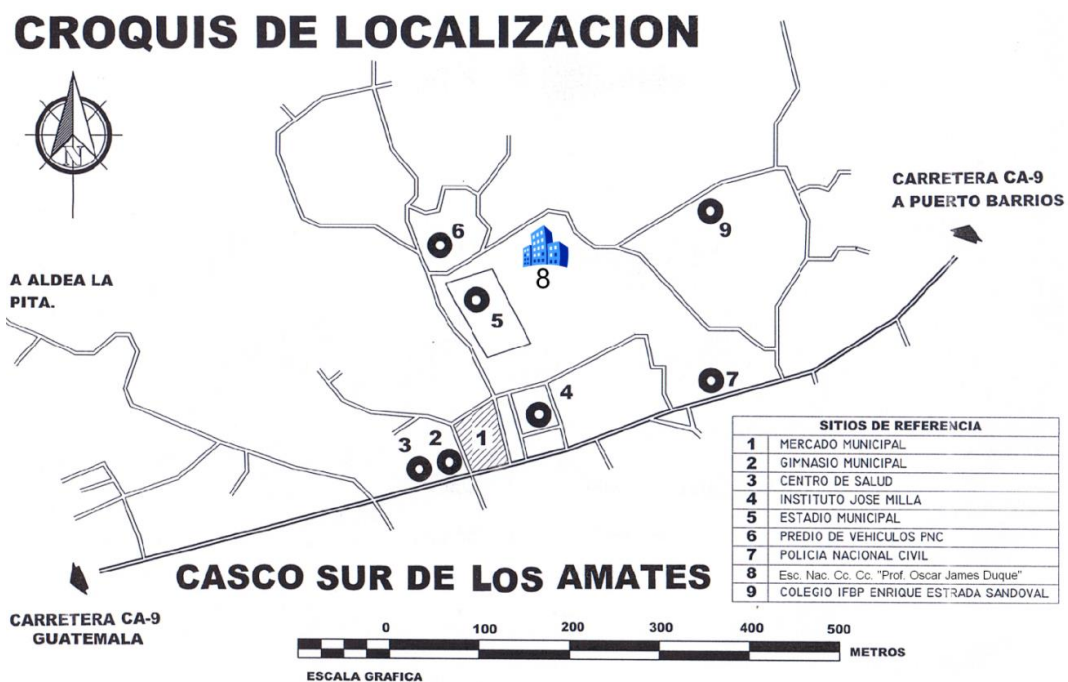 CROQUIS DE LOCALIZACION
N
CARRETERA CA-9
A PUERTO BARRIOS
6
9
8
A ALDEA LA
PITA.
5
4
7
3
2
1
SITIOS DE REFERENCIA
1 MERCADO MUNICIPAL
2 GIMNASIO MUNICIPAL
3 CENTRO DE SALUD
4 INSTITUTO JOSE MILLA
5 ESTADIO MUNICIPAL
6 PREDIO DE VEHICULOS PNC
7 POLICIA NACIONAL CIVIL
8 Esc. Nac. Cc. Cc. "Prof. Oscar James Duque"
9 COLEGIO IFBP ENRIQUE ESTRADA SANDOVAL
CASCO SUR DE LOS AMATES
CARRETERA CA-9
GUATEMALA
0 100 200 300 400 500
METROS
ESCALA GRAFICA